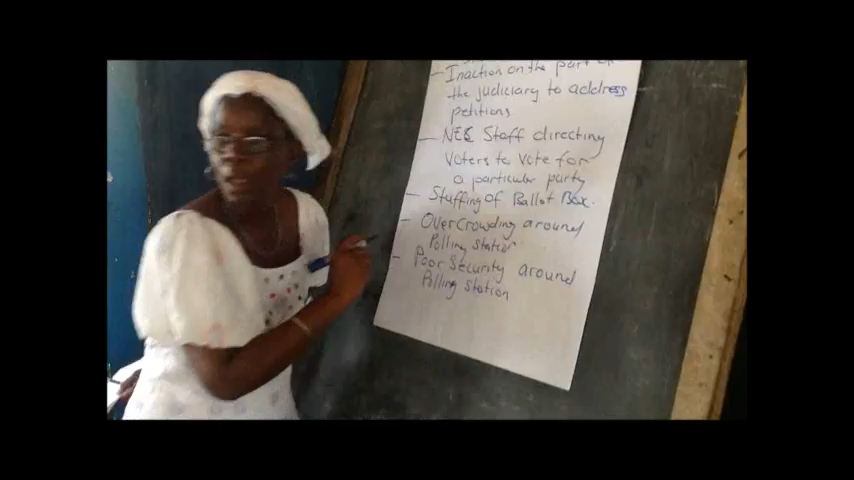 - Inaction on the part of
the judiciary to address
petitions
- NEC Staff directing
Voters to Vote for
a particular party
- Stuffing of Ballot Box.
- OverCrowding around
Polling Station
- Poor Security around
Polling Station